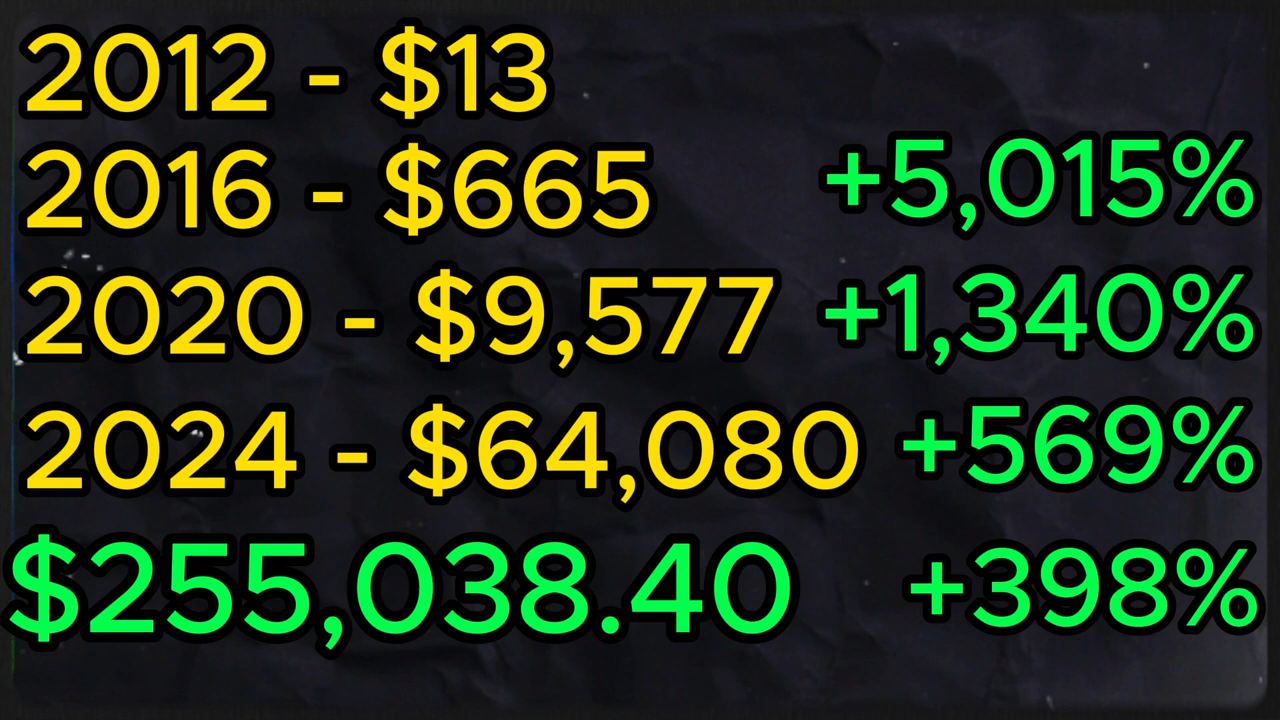 2012 - $13
2016 - $665 +5,015%
2020 - $9,577 +1,340%
2024 - $64,080 +569%
$255,038.40 +398%